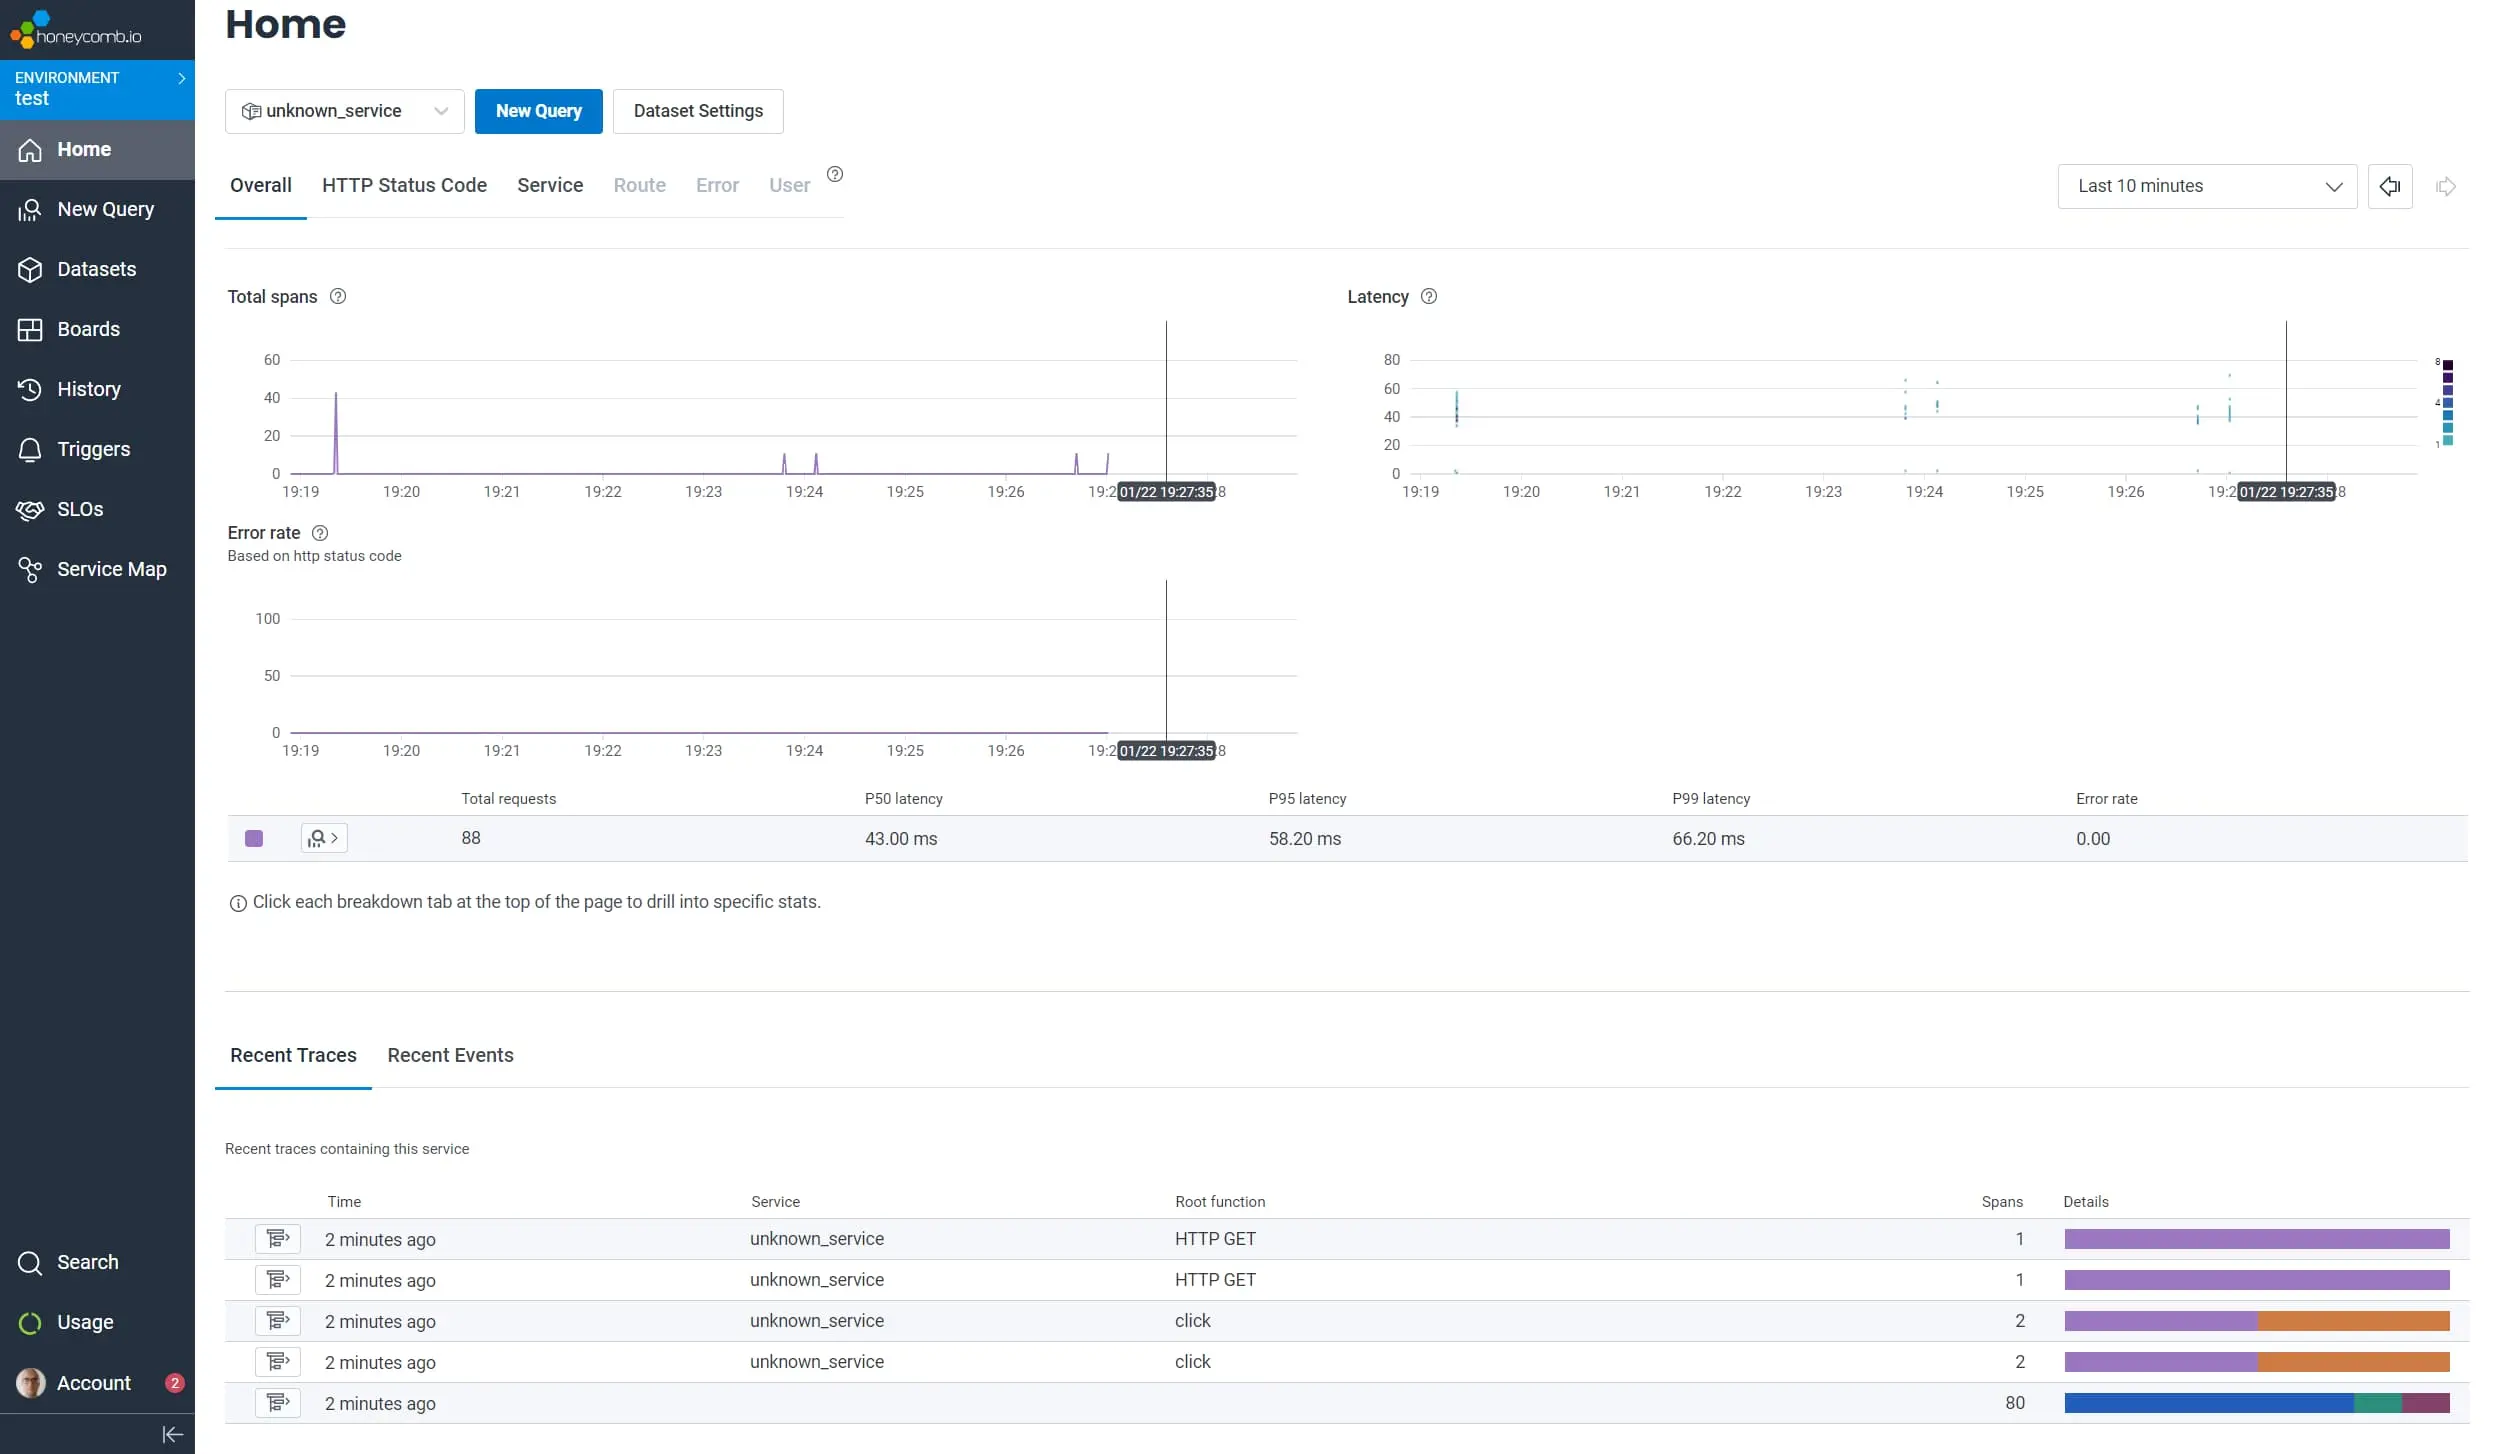 honeycomb.io
ENVIRONMENT
test
Home
New Query
Datasets
Boards
History
Triggers
SLOs
Service Map
Search
Usage
Account 2
Home
unknown_service New Query Dataset Settings
Overall HTTP Status Code Service Route Error User
Last 10 minutes
Total spans
60
40
20
0
19:19 19:20 19:21 19:22 19:23 19:24 19:25 19:26 19:2 01/22 19:27:35 8
Latency
80
60
40
20
0
8
4
1
19:19 19:20 19:21 19:22 19:23 19:24 19:25 19:26 19:2 01/22 19:27:35 8
Error rate
Based on http status code
100
50
0
19:19 19:20 19:21 19:22 19:23 19:24 19:25 19:26 19:2 01/22 19:27:35 8
Total requests P50 latency P95 latency P99 latency Error rate
88 43.00 ms 58.20 ms 66.20 ms 0.00
Click each breakdown tab at the top of the page to drill into specific stats.
Recent Traces Recent Events
Recent traces containing this service
Time Service Root function Spans Details
2 minutes ago unknown_service HTTP GET 1
2 minutes ago unknown_service HTTP GET 1
2 minutes ago unknown_service click 2
2 minutes ago unknown_service click 2
2 minutes ago 80